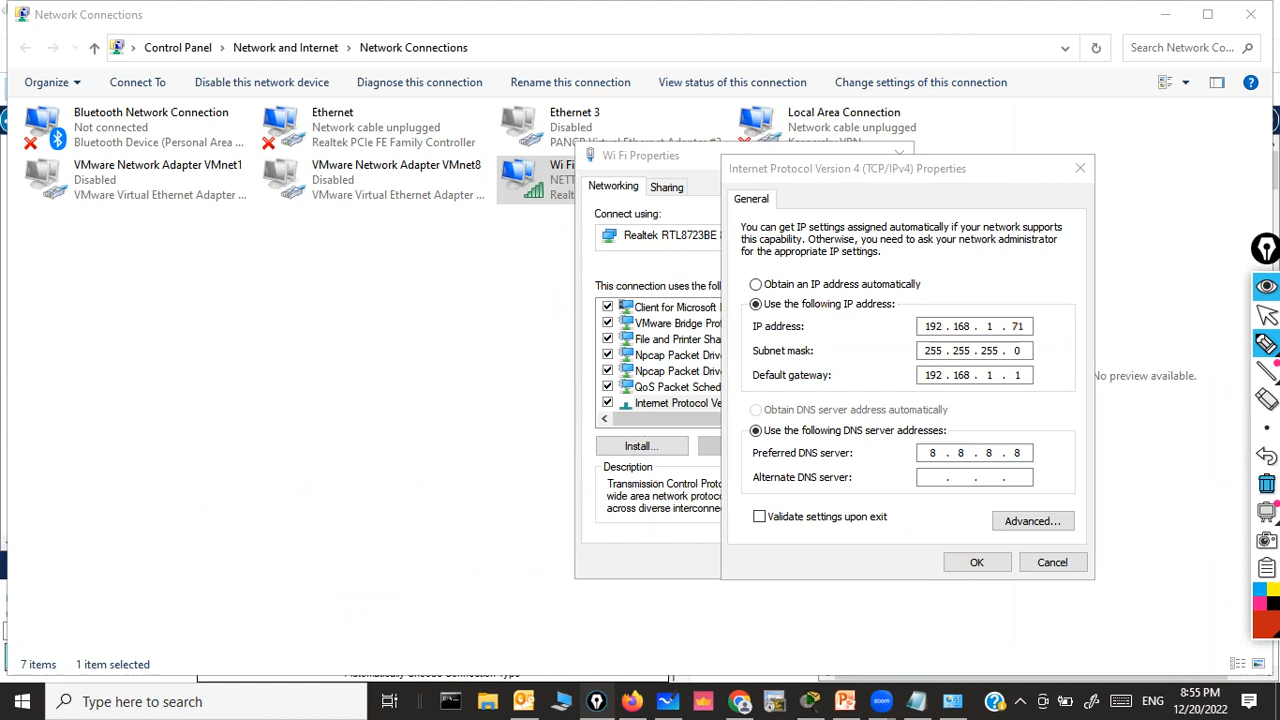 Network Connections
Control Panel > Network and Internet > Network Connections
Search Network Co...
Organize
Connect To
Disable this network device
Diagnose this connection
Rename this connection
View status of this connection
Change settings of this connection
Bluetooth Network Connection
Not connected
Bluetooth Device (Personal Area ...
Ethernet
Network cable unplugged
Realtek PCIe FE Family Controller
Ethernet 3
Disabled
Local Area Connection
Network cable unplugged
VMware Network Adapter VMnet1
Disabled
VMware Virtual Ethernet Adapter ...
VMware Network Adapter VMnet8
Disabled
VMware Virtual Ethernet Adapter ...
Wi Fi
Wi Fi Properties
Networking
Sharing
Connect using:
Realtek RTL8723BE
This connection uses the follo
Client for Microsoft
VMware Bridge Pro
File and Printer Sha
Npcap Packet Drive
Npcap Packet Drive
QoS Packet Sched
Internet Protocol Ve
Install...
Description
Transmission Control Proto
wide area network protoco
across diverse interconne
Internet Protocol Version 4 (TCP/IPv4) Properties
General
You can get IP settings assigned automatically if your network supports
this capability. Otherwise, you need to ask your network administrator
for the appropriate IP settings.
Obtain an IP address automatically
Use the following IP address:
IP address: 192 . 168 . 1 . 71
Subnet mask: 255 . 255 . 255 . 0
Default gateway: 192 . 168 . 1 . 1
Obtain DNS server address automatically
Use the following DNS server addresses:
Preferred DNS server: 8 . 8 . 8 . 8
Alternate DNS server: . . .
Validate settings upon exit
Advanced...
OK
Cancel
No preview available.
7 items
1 item selected
Type here to search
8:55 PM
12/20/2022